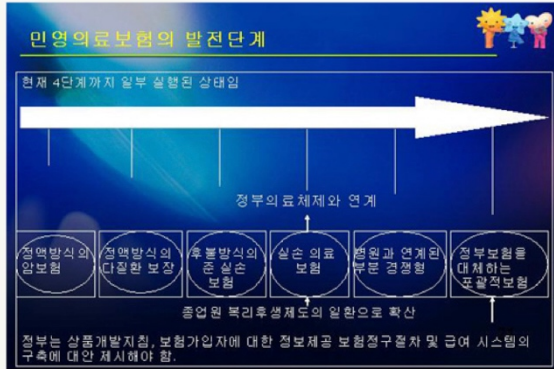 민영의료보험의 발전단계
현재 4단계까지 일부 실행된 상태임
정부의료체제와 연계
정액방식의
암보험
정액방식의
다질환 보장
후불방식의
준 실손
보험
실손 의료
보험
병원과 연계된
부분 경쟁형
정부보험을
대체하는
포괄적보험
종업원 복리후생제도의 일환으로 확산
정부는 상품개발지침, 보험가입자에 대한 정보제공 보험청구절차 및 급여 시스템의
구축에 대안 제시해야 함.